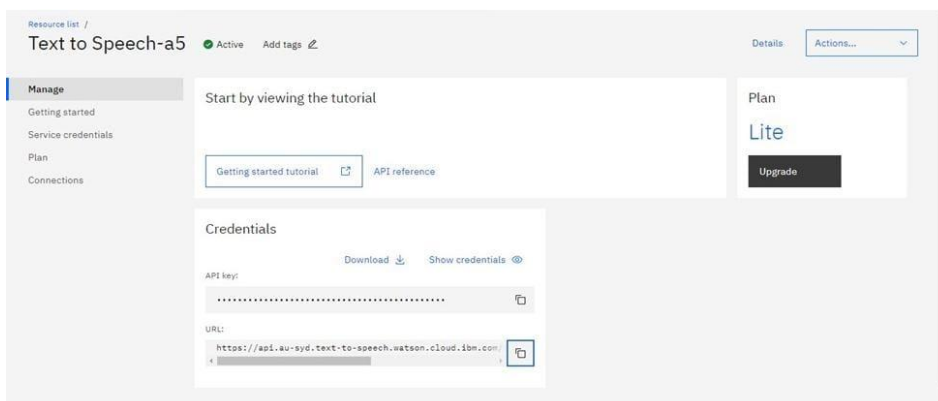 Resource list /
Text to Speech-a5 Active Add tags
Details Actions...
Manage
Getting started
Service credentials
Plan
Connections
Start by viewing the tutorial
Getting started tutorial API reference
Plan
Lite
Upgrade
Credentials
Download Show credentials
API key:
............................................
URL:
https://api.au-syd.text-to-speech.watson.cloud.ibm.com/